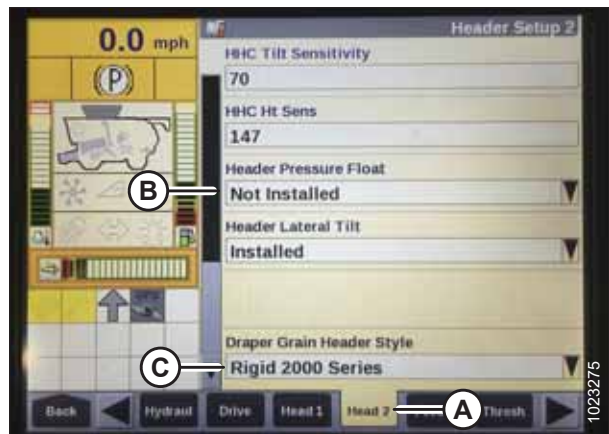 0.0 mph
(P)
Header Setup 2
HHC Tilt Sensitivity
70
HHC Ht Sens
147
Header Pressure Float
Not Installed
Header Lateral Tilt
Installed
Draper Grain Header Style
Rigid 2000 Series
Back
Hydraul
Drive
Head 1
Head 2
Thresh
A
B
C
1023275